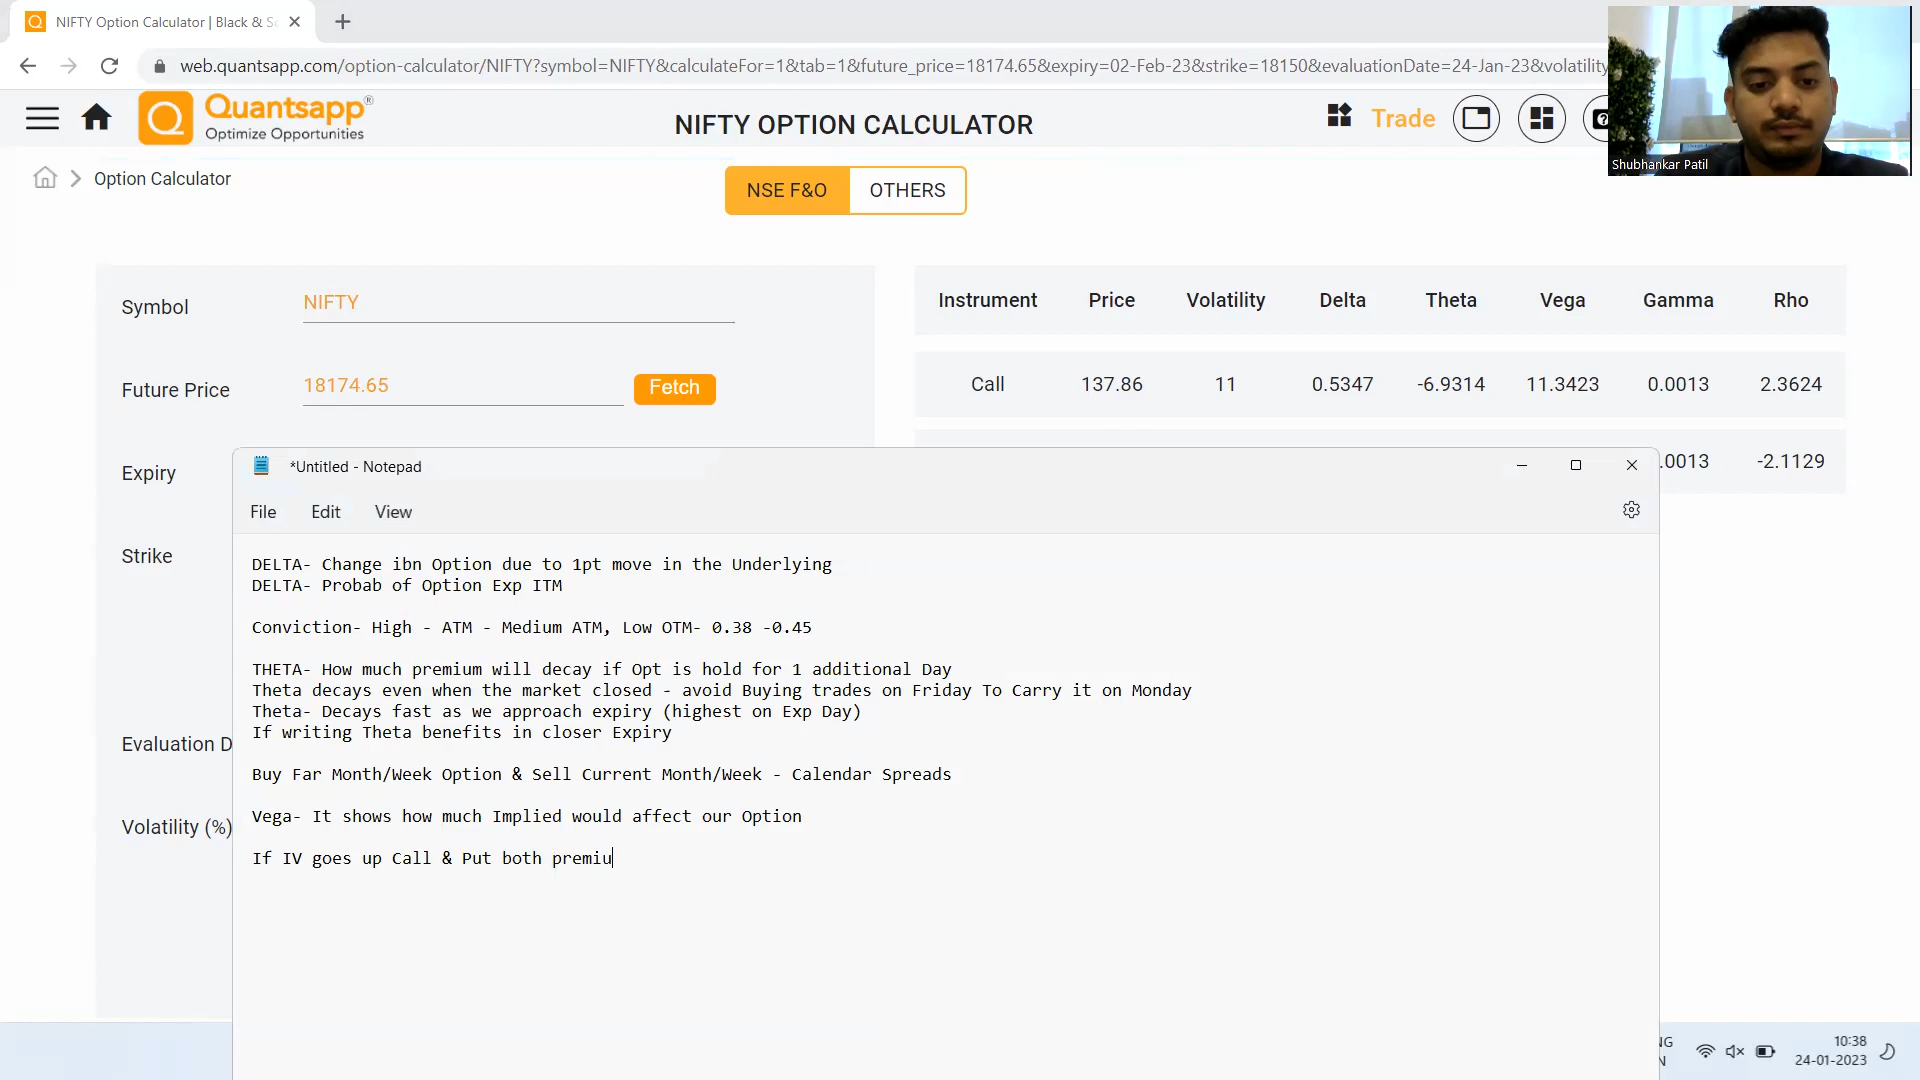 NIFTY Option Calculator | Black & S
web.quantsapp.com/option-calculator/NIFTY?symbol=NIFTY&calculateFor=1&tab=1&future_price=18174.65&expiry=02-Feb-23&strike=18150&evaluationDate=24-Jan-23&volatility
Quantsapp®
Optimize Opportunities
NIFTY OPTION CALCULATOR
Trade
Shubhankar Patil
Option Calculator
NSE F&O OTHERS
Symbol NIFTY
Future Price 18174.65 Fetch
Expiry
Strike
Evaluation D
Volatility (%)
Instrument Price Volatility Delta Theta Vega Gamma Rho
Call 137.86 11 0.5347 -6.9314 11.3423 0.0013 2.3624
.0013 -2.1129
*Untitled - Notepad
File Edit View
DELTA- Change ibn Option due to 1pt move in the Underlying
DELTA- Probab of Option Exp ITM
Conviction- High - ATM - Medium ATM, Low OTM- 0.38 -0.45
THETA- How much premium will decay if Opt is hold for 1 additional Day
Theta decays even when the market closed - avoid Buying trades on Friday To Carry it on Monday
Theta- Decays fast as we approach expiry (highest on Exp Day)
If writing Theta benefits in closer Expiry
Buy Far Month/Week Option & Sell Current Month/Week - Calendar Spreads
Vega- It shows how much Implied would affect our Option
If IV goes up Call & Put both premiu
10:38
24-01-2023